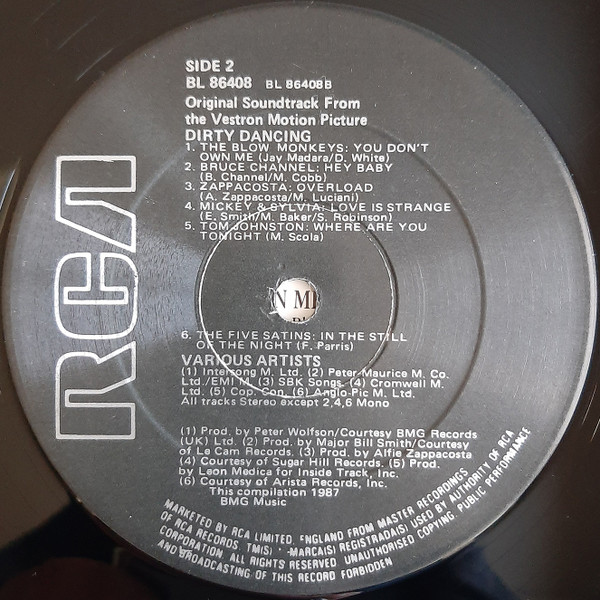 RCA
SIDE 2
BL 86408 BL 86408B
Original Soundtrack From
the Vestron Motion Picture
DIRTY DANCING
1. THE BLOW MONKEYS: YOU DON'T
OWN ME (Jay Madara/D. White)
2. BRUCE CHANNEL: HEY BABY
(B. Channel/M. Cobb)
3. ZAPPACOSTA: OVERLOAD
(A. Zappacosta/M. Luciani)
4. MICKEY & SYLVIA: LOVE IS STRANGE
(E. Smith/M. Baker/S. Robinson)
5. TOM JOHNSTON: WHERE ARE YOU
TONIGHT (M. Scola)
N MI
6. THE FIVE SATINS: IN THE STILL
OF THE NIGHT (F. Parris)
VARIOUS ARTISTS
(1) Intersong M. Ltd. (2) Peter Maurice M. Co.
Ltd./EMI M. (3) SBK Songs. (4) Cromwell M.
Ltd. (5) Cop. Con. (6) Anglo Pic M. Ltd.
All tracks Stereo except 2,4,6 Mono
(1) Prod. by Peter Wolfson/Courtesy BMG Records
(UK) Ltd. (2) Prod. by Major Bill Smith/Courtesy
of Le Cam Records. (3) Prod. by Alfie Zappacosta
(4) Courtesy of Sugar Hill Records. (5) Prod.
by Leon Medica for Inside Track, Inc.
(6) Courtesy of Arista Records, Inc.
This compilation 1987
BMG Music
MARKETED BY RCA LIMITED, ENGLAND FROM MASTER RECORDINGS
OF RCA RECORDS. TM(S) ® -MARCA(S) REGISTRADA(S) USED BY AUTHORITY OF RCA
CORPORATION. ALL RIGHTS RESERVED. UNAUTHORISED COPYING, PUBLIC PERFORMANCE
AND BROADCASTING OF THIS RECORD FORBIDDEN